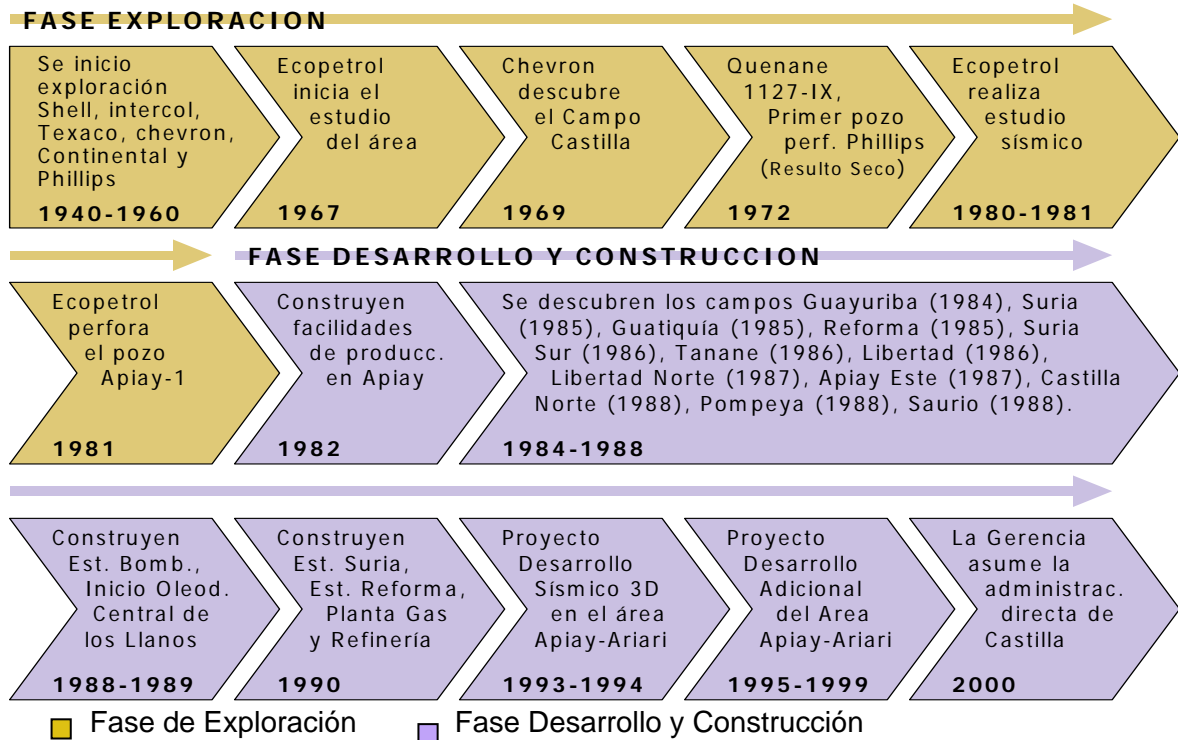 FASE EXPLORACION
Se inicio
exploración
Shell, intercol,
Texaco, chevron,
Continental y
Phillips
1940-1960
Ecopetrol
inicia el
estudio
del área
1967
Chevron
descubre
el Campo
Castilla
1969
Quenane
1127-IX,
Primer pozo
perf. Phillips
(Resulto Seco)
1972
Ecopetrol
realiza
estudio
sísmico
1980-1981
FASE DESARROLLO Y CONSTRUCCION
Ecopetrol
perfora
el pozo
Apiay-1
1981
Construyen
facilidades
de producc.
en Apiay
1982
Se descubren los campos Guayuriba (1984), Suria
(1985), Guatiquía (1985), Reforma (1985), Suria
Sur (1986), Tanane (1986), Libertad (1986),
Libertad Norte (1987), Apiay Este (1987), Castilla
Norte (1988), Pompeya (1988), Saurio (1988).
1984-1988
Construyen
Est. Bomb.,
Inicio Oleod.
Central de
los Llanos
1988-1989
Construyen
Est. Suria,
Est. Reforma,
Planta Gas
y Refinería
1990
Proyecto
Desarrollo
Sísmico 3D
en el área
Apiay-Ariari
1993-1994
Proyecto
Desarrollo
Adicional
del Area
Apiay-Ariari
1995-1999
La Gerencia
asume la
administrac.
directa de
Castilla
2000
Fase de Exploración
Fase Desarrollo y Construcción